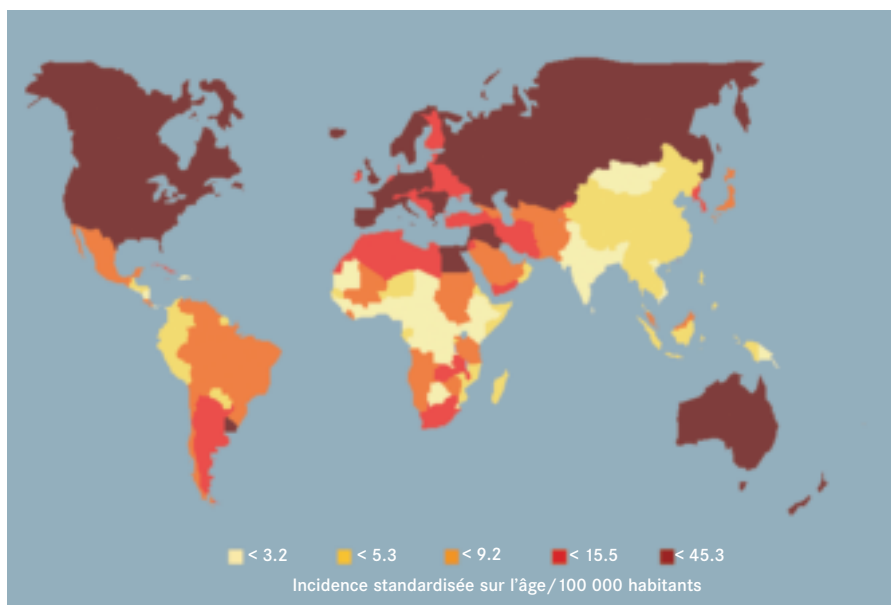 < 3.2 < 5.3 < 9.2 < 15.5 < 45.3
Incidence standardisée sur l'âge/100 000 habitants